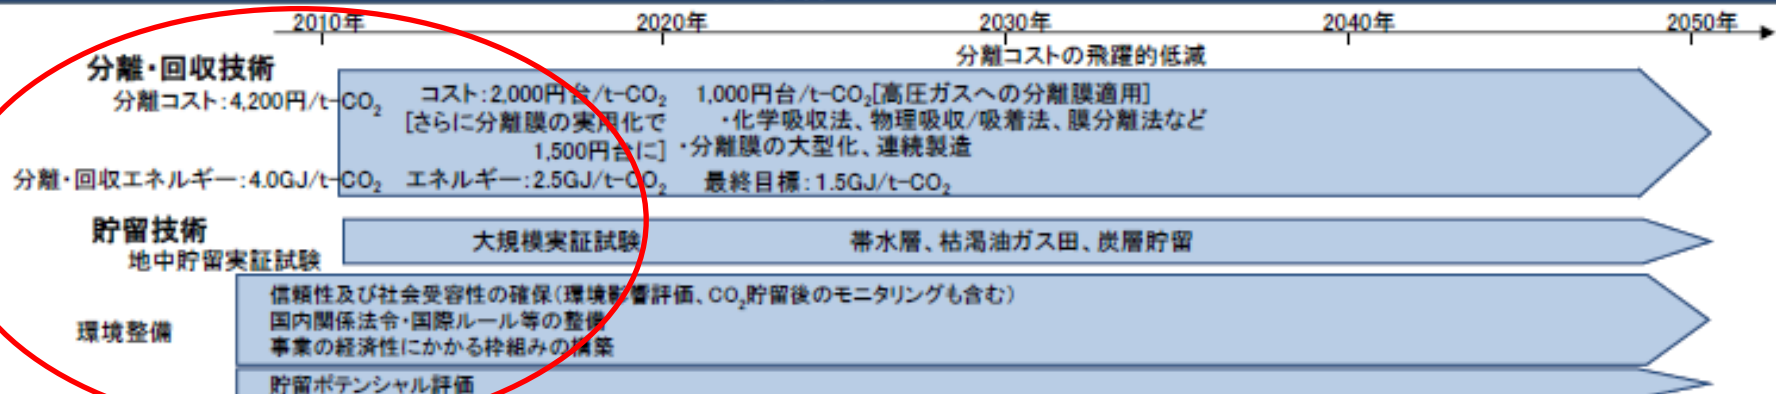 2010年 2020年 2030年 2040年 2050年
分離コストの飛躍的低減
分離・回収技術
分離コスト:4,200円/t-CO₂
コスト:2,000円台/t-CO₂ 1,000円台/t-CO₂[高圧ガスへの分離膜適用]
[さらに分離膜の実用化で ・化学吸収法、物理吸収/吸着法、膜分離法など
1,500円台に] ・分離膜の大型化、連続製造
分離・回収エネルギー:4.0GJ/t-CO₂ エネルギー:2.5GJ/t-CO₂ 最終目標:1.5GJ/t-CO₂
貯留技術
大規模実証試験 帯水層、枯渇油ガス田、炭層貯留
地中貯留実証試験
信頼性及び社会受容性の確保(環境影響評価、CO₂貯留後のモニタリングも含む)
国内関係法令・国際ルール等の整備
環境整備
事業の経済性にかかる枠組みの構築
貯留ポテンシャル評価